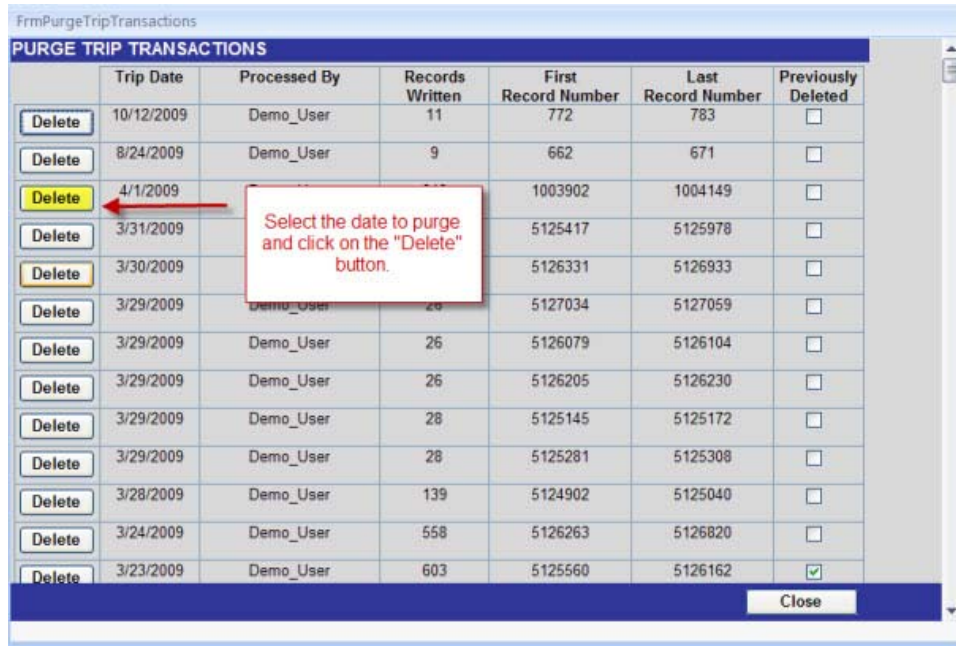 FrmPurgeTripTransactions
PURGE TRIP TRANSACTIONS
Trip Date Processed By Records Written First Record Number Last Record Number Previously Deleted
Delete 10/12/2009 Demo_User 11 772 783
Delete 8/24/2009 Demo_User 9 662 671
Delete 4/1/2009 1003902 1004149
Select the date to purge
and click on the "Delete"
button.
Delete 3/31/2009 5125417 5125978
Delete 3/30/2009 5126331 5126933
Delete 3/29/2009 Demo_User 26 5127034 5127059
Delete 3/29/2009 Demo_User 26 5126079 5126104
Delete 3/29/2009 Demo_User 26 5126205 5126230
Delete 3/29/2009 Demo_User 28 5125145 5125172
Delete 3/29/2009 Demo_User 28 5125281 5125308
Delete 3/28/2009 Demo_User 139 5124902 5125040
Delete 3/24/2009 Demo_User 558 5126263 5126820
Delete 3/23/2009 Demo_User 603 5125560 5126162
Close